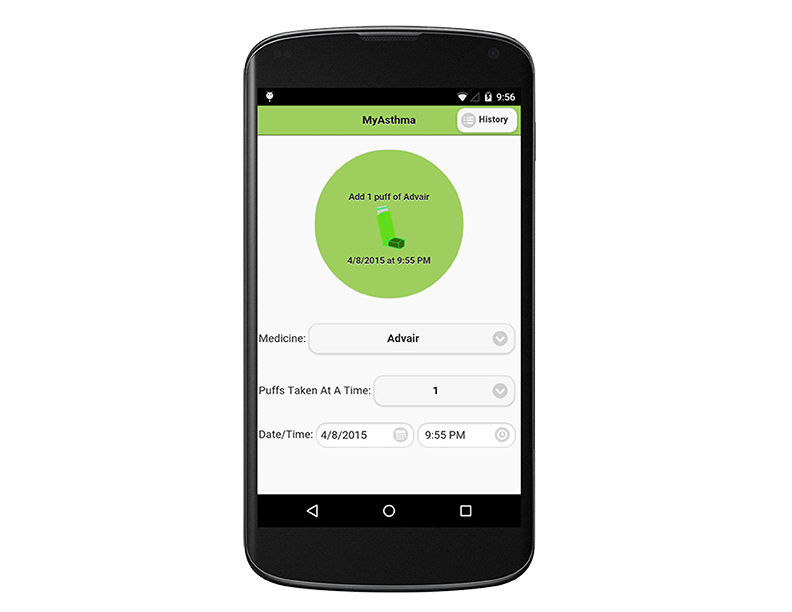 9:56
MyAsthma
History
Add 1 puff of Advair
4/8/2015 at 9:55 PM
Medicine: Advair
Puffs Taken At A Time: 1
Date/Time: 4/8/2015 9:55 PM